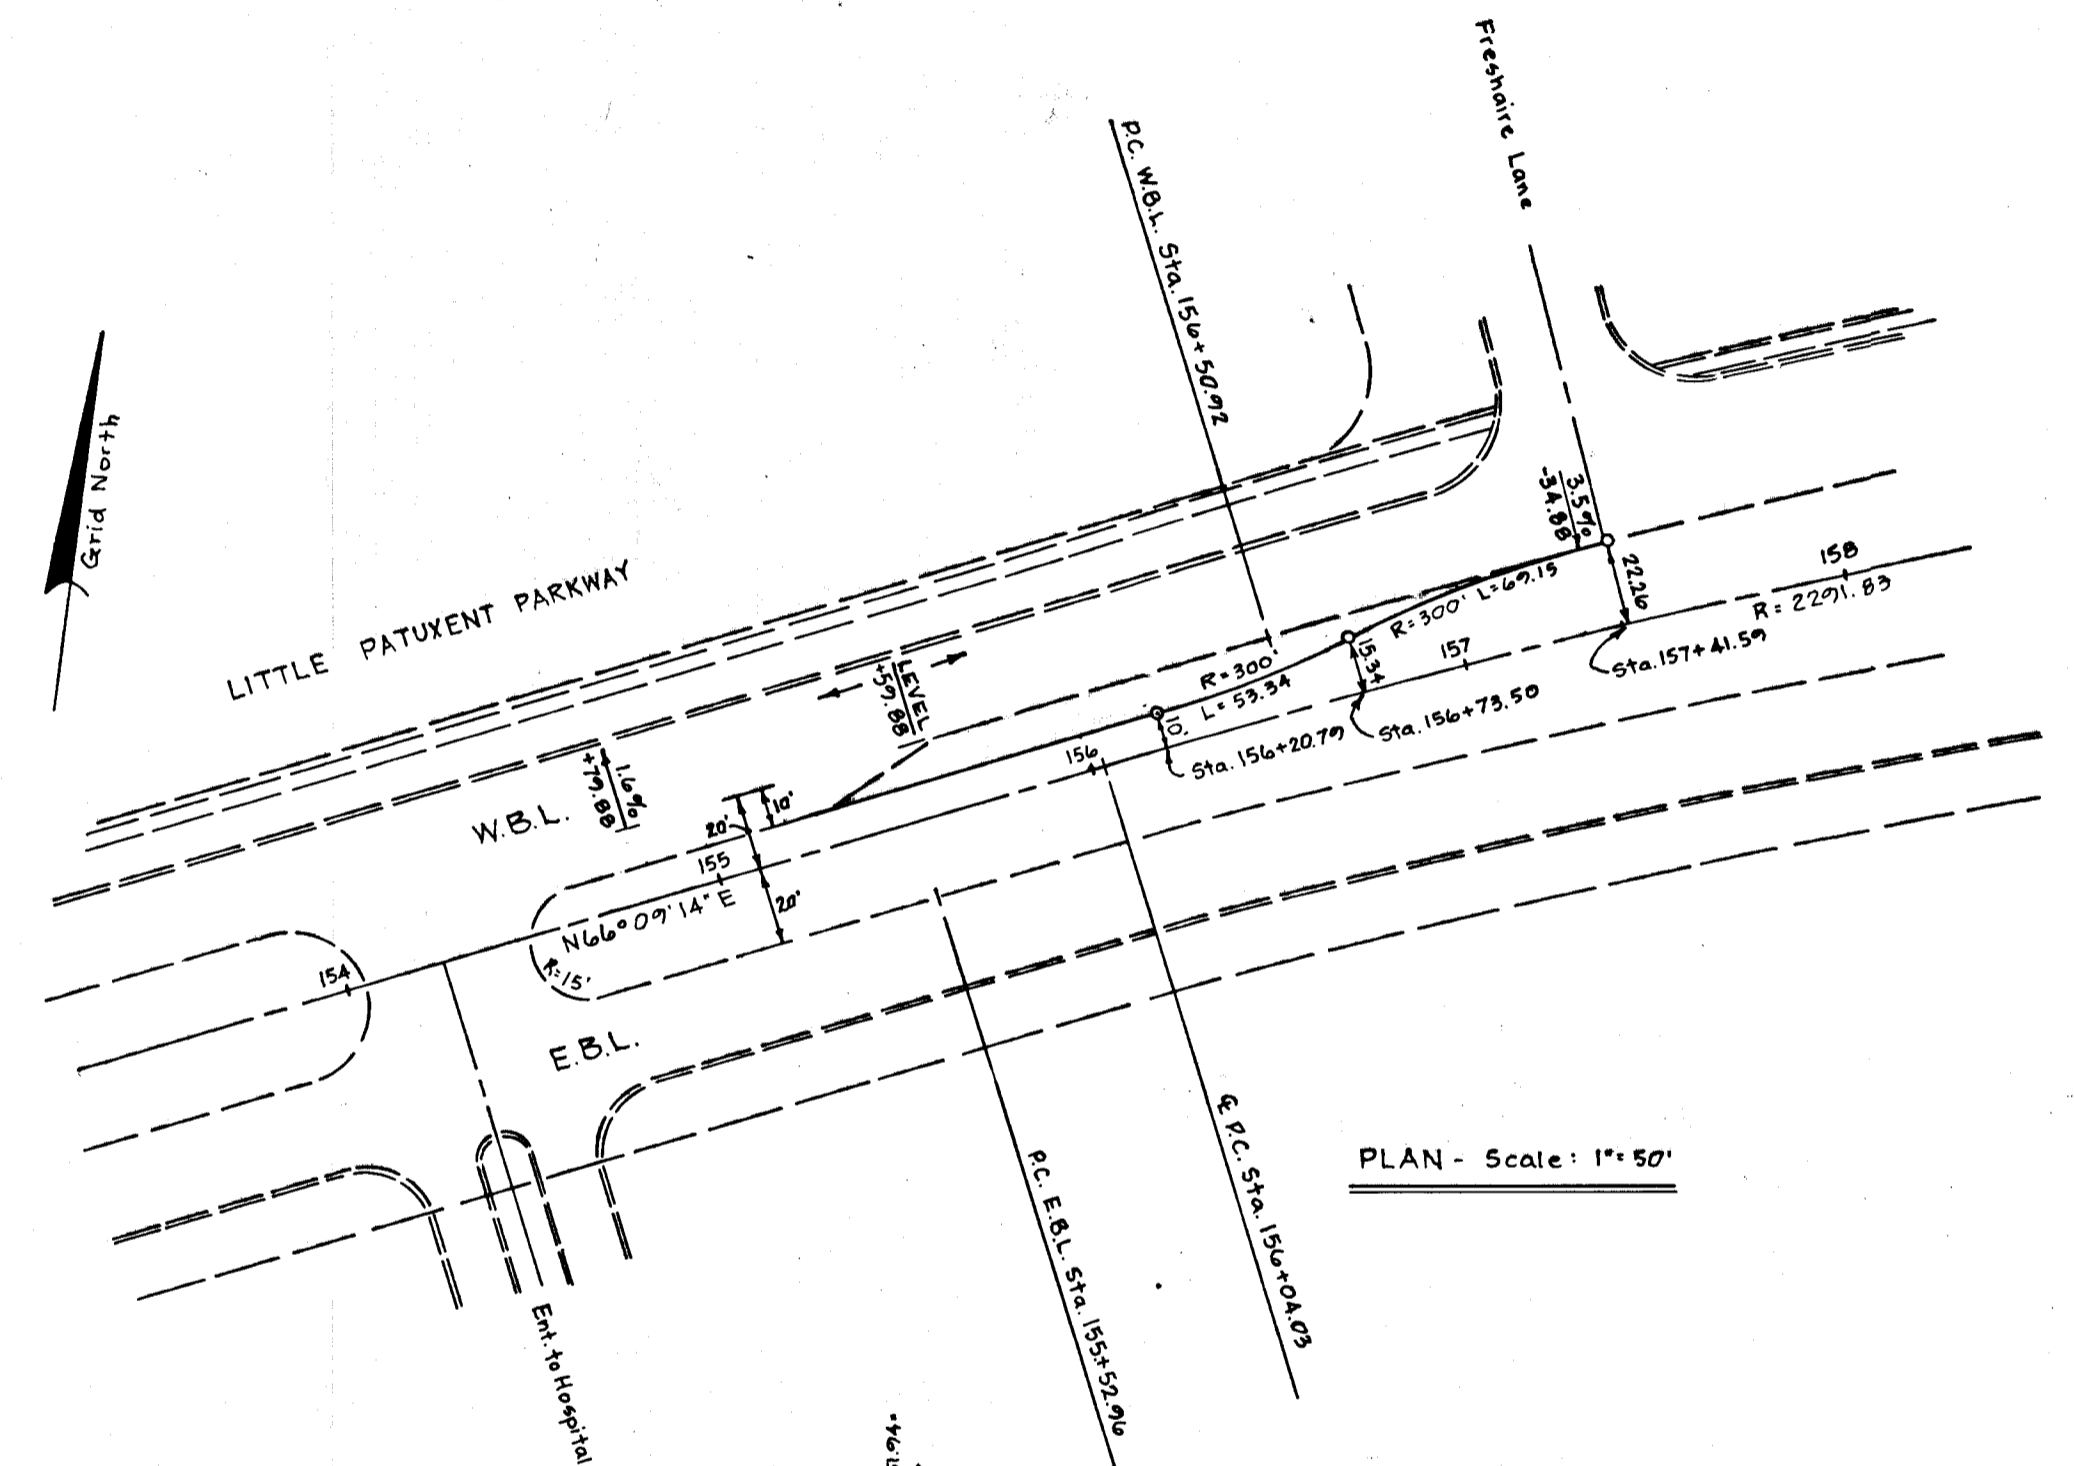 Freshaire Lane
P.C. W.B.L. Sta. 156+50.92
Grid North
LITTLE PATUXENT PARKWAY
3.5%
-34.88
22.26
158
R = 2291.83
Sta. 157+41.59
R=300' L=69.15
15.34
157
Sta. 156+73.50
R=300'
L= 53.34
10.'
Sta. 156+20.79
156
LEVEL
+59.88
1.6%
+79.88
W.B.L.
10'
20'
155
20'
N66° 09' 14" E
R=15'
154
E.B.L.
Ent. to Hospital
P.C. E.B.L. Sta. 155+52.96
℄ P.C. Sta. 156+04.03
PLAN - Scale: 1"= 50'